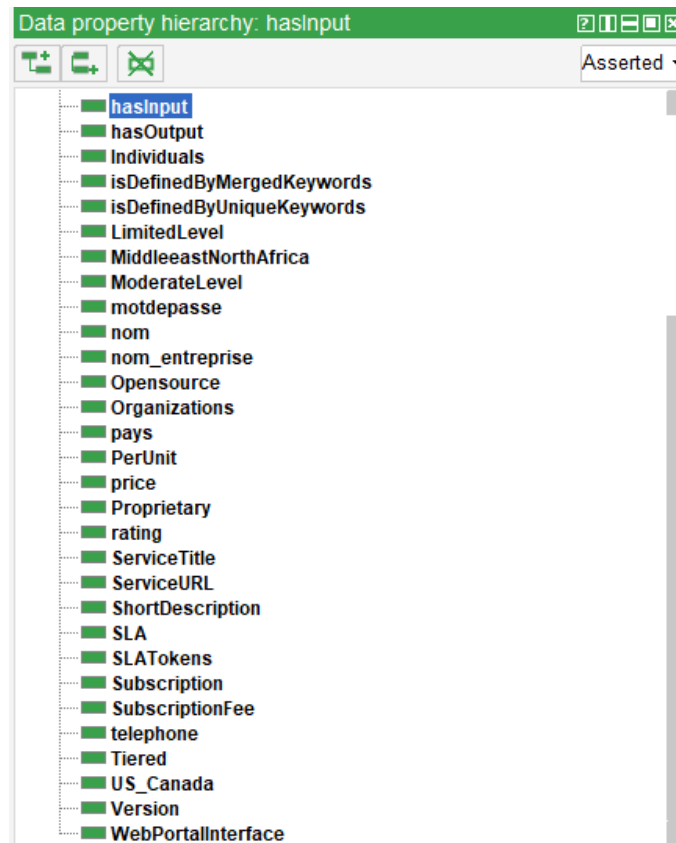 Data property hierarchy: hasInput
Asserted
hasInput
hasOutput
Individuals
isDefinedByMergedKeywords
isDefinedByUniqueKeywords
LimitedLevel
MiddleeastNorthAfrica
ModerateLevel
motdepasse
nom
nom_entreprise
Opensource
Organizations
pays
PerUnit
price
Proprietary
rating
ServiceTitle
ServiceURL
ShortDescription
SLA
SLATokens
Subscription
SubscriptionFee
telephone
Tiered
US_Canada
Version
WebPortalInterface